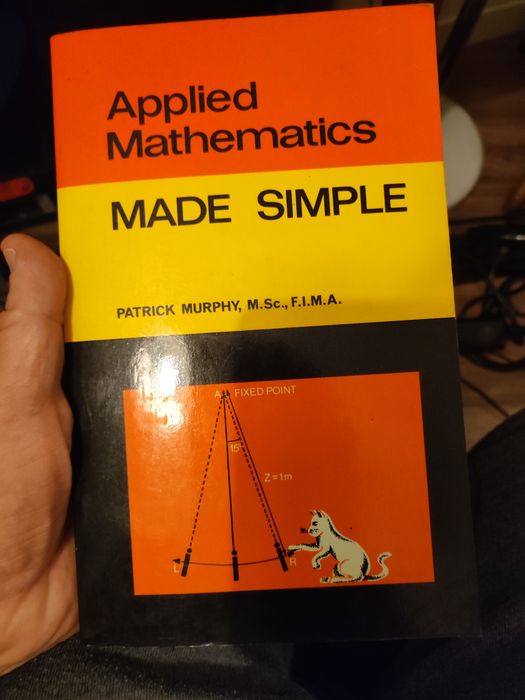 Applied
Mathematics
MADE SIMPLE
PATRICK MURPHY, M.Sc., F.I.M.A.
A FIXED POINT
15
Z=1m
L
R